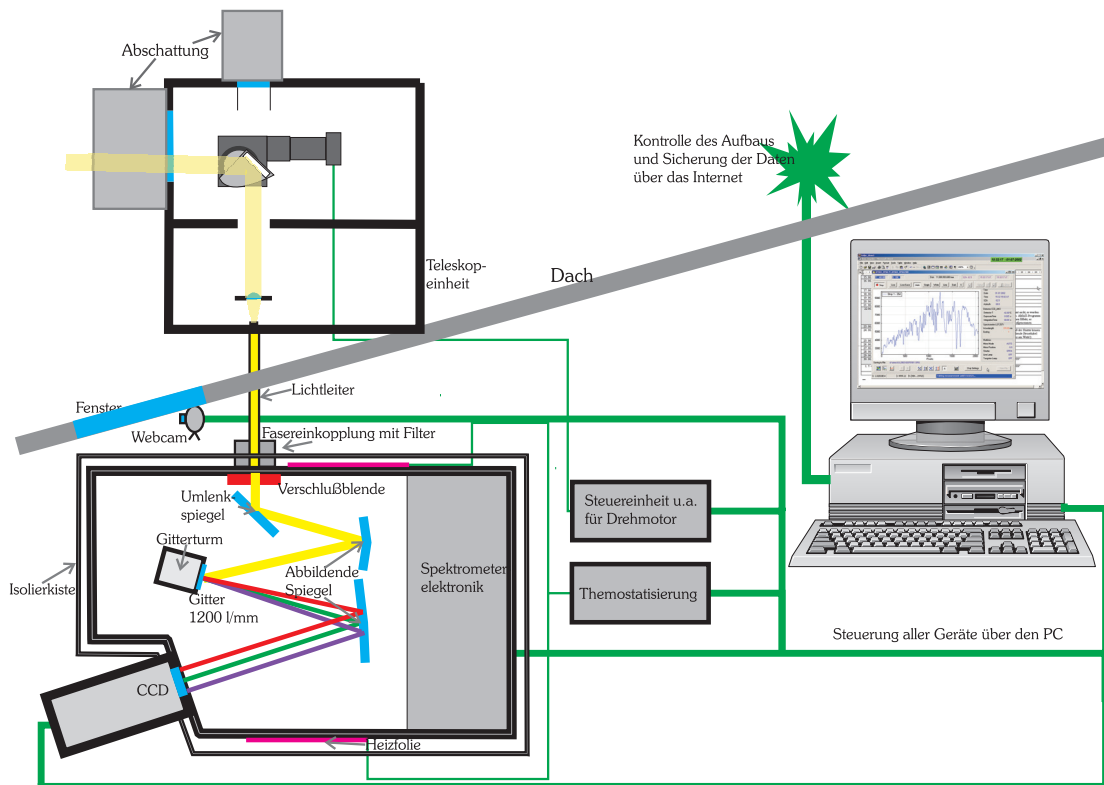 Abschattung
Kontrolle des Aufbaus
und Sicherung der Daten
über das Internet
Teleskop-
einheit
Dach
Lichtleiter
Fenster
Webcam
Fasereinkopplung mit Filter
Verschlußblende
Umlenk-
spiegel
Steuereinheit u.a.
für Drehmotor
Gitterturm
Isolierkiste
Abbildende
Spiegel
Spektrometer
elektronik
Gitter
1200 l/mm
Themostatisierung
Steuerung aller Geräte über den PC
CCD
Heizfolie